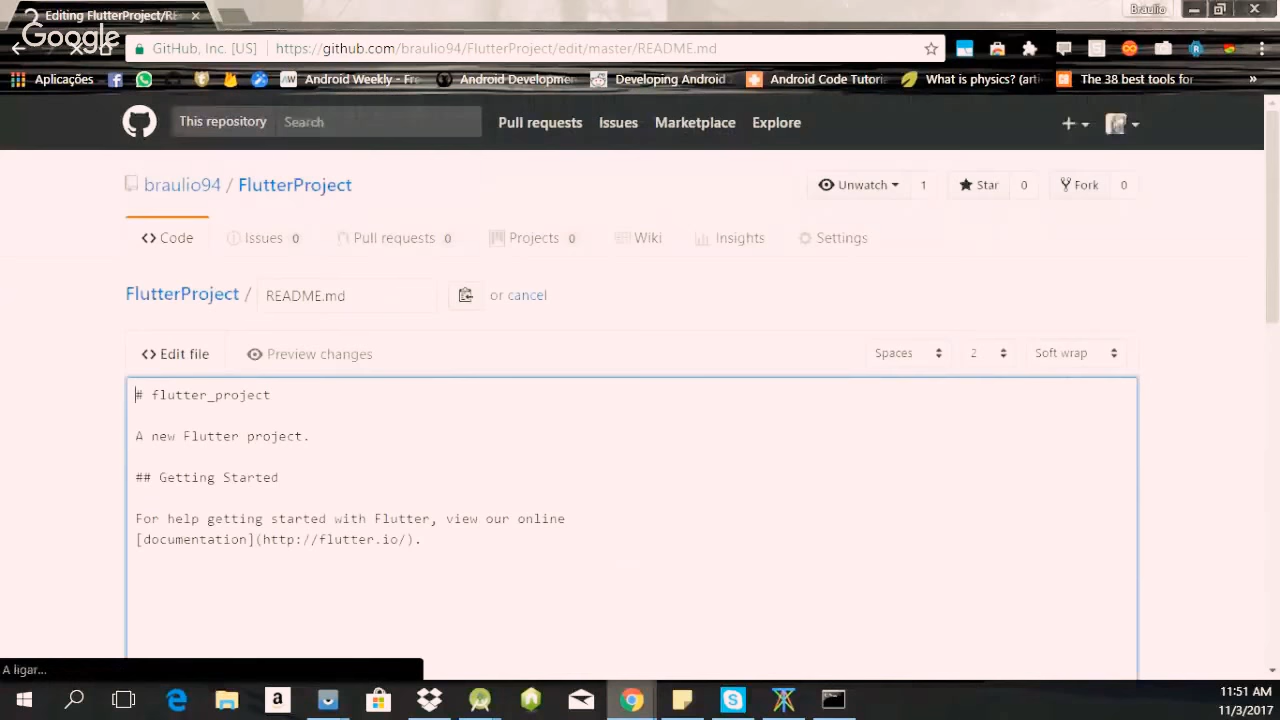 Editing FlutterProject/RE
Braulio
Google
GitHub, Inc. [US]
https://github.com/braulio94/FlutterProject/edit/master/README.md
Aplicações
Android Weekly - Fre
Android Developme
Developing Android
Android Code Tutori
What is physics? (arti
The 38 best tools for
»
This repository
Search
Pull requests
Issues
Marketplace
Explore
braulio94 / FlutterProject
Unwatch 1
Star 0
Fork 0
Code
Issues 0
Pull requests 0
Projects 0
Wiki
Insights
Settings
FlutterProject /
README.md
or cancel
Edit file
Preview changes
Spaces
2
Soft wrap
# flutter_project
A new Flutter project.
## Getting Started
For help getting started with Flutter, view our online
[documentation](http://flutter.io/).
A ligar...
11:51 AM
11/3/2017